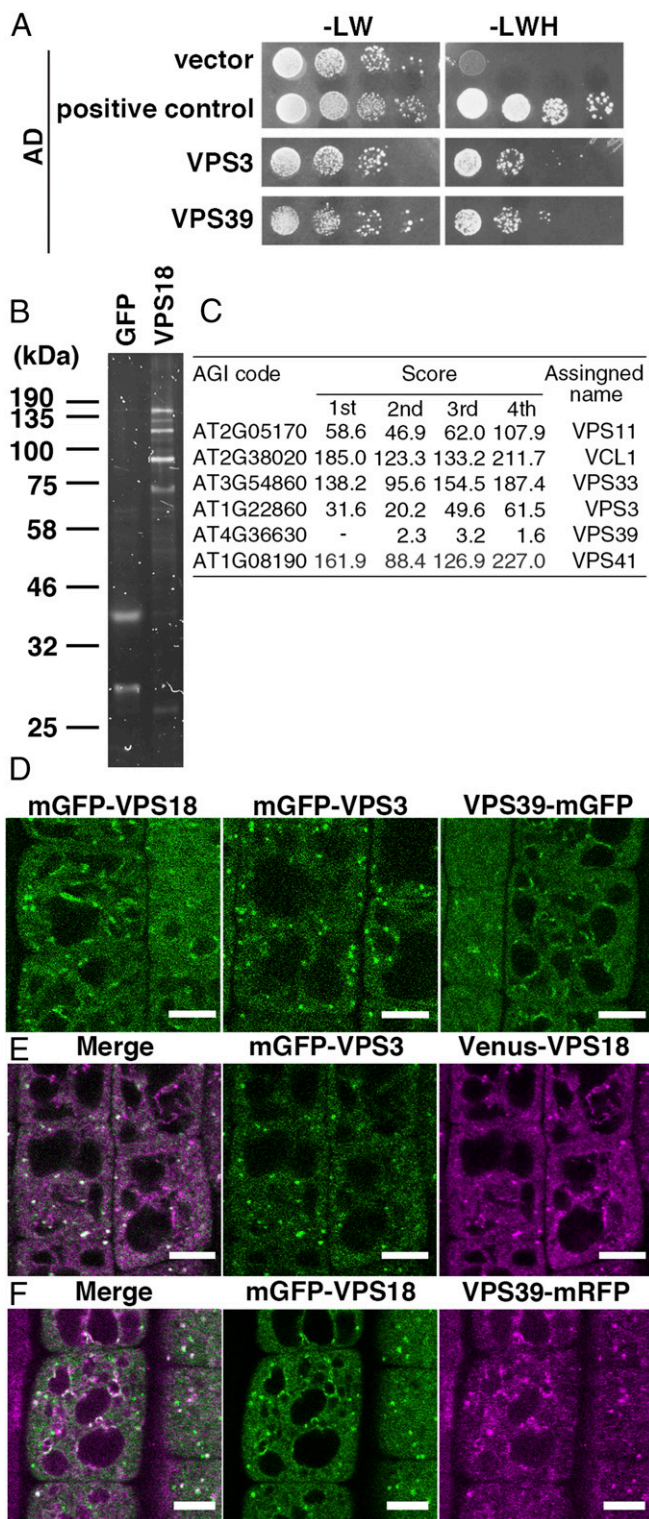 A
-LW -LWH
vector
positive control
AD
VPS3
VPS39
B
GFP
VPS18
C
(kDa)
190
135
100
75
58
46
32
25
AGI code Score Assingned name
1st 2nd 3rd 4th
AT2G05170 58.6 46.9 62.0 107.9 VPS11
AT2G38020 185.0 123.3 133.2 211.7 VCL1
AT3G54860 138.2 95.6 154.5 187.4 VPS33
AT1G22860 31.6 20.2 49.6 61.5 VPS3
AT4G36630 - 2.3 3.2 1.6 VPS39
AT1G08190 161.9 88.4 126.9 227.0 VPS41
D
mGFP-VPS18 mGFP-VPS3 VPS39-mGFP
E
Merge mGFP-VPS3 Venus-VPS18
F
Merge mGFP-VPS18 VPS39-mRFP